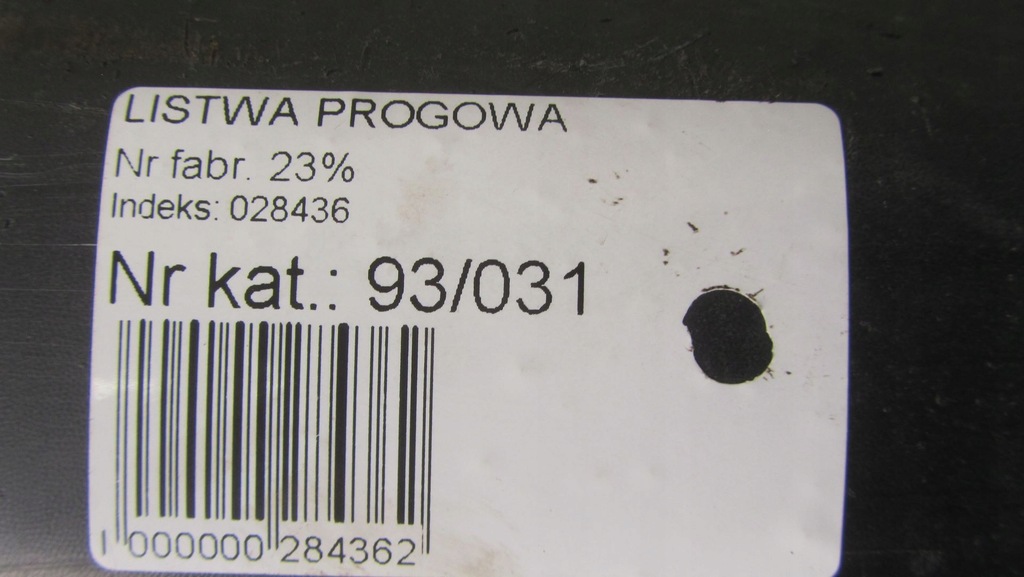 LISTWA PROGOWA
Nr fabr. 23%
Indeks: 028436
Nr kat.: 93/031
1 000000 284362